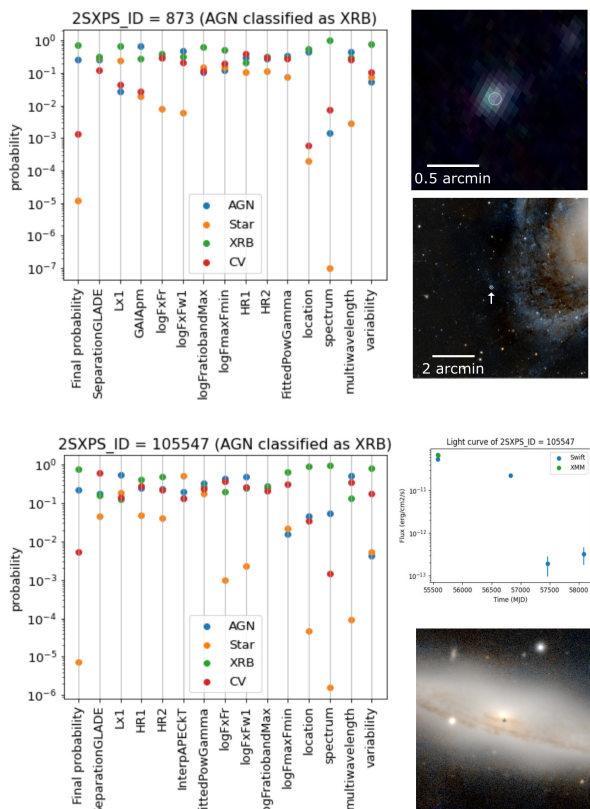 2SXPS_ID = 873 (AGN classified as XRB)
probability
10⁰
10⁻¹
10⁻²
10⁻³
10⁻⁴
10⁻⁵
10⁻⁶
10⁻⁷
AGN
Star
XRB
CV
Final probability
SeparationGLADE
Lx1
GAIApm
logFxFr
logFxFw1
logFratiobandMax
logFmaxFmin
HR1
HR2
FittedPowGamma
location
spectrum
multiwavelength
variability
0.5 arcmin
2 arcmin
2SXPS_ID = 105547 (AGN classified as XRB)
probability
10⁰
10⁻¹
10⁻²
10⁻³
10⁻⁴
10⁻⁵
10⁻⁶
AGN
Star
XRB
CV
Final probability
eparationGLADE
Lx1
HR1
HR2
InterpAPECkT
ittedPowGamma
logFxFr
logFxFw1
ogFratiobandMax
logFmaxFmin
location
spectrum
multiwavelength
variability
Light curve of 2SXPS_ID = 105547
Swift
XMM
Flux (erg/cm2/s)
10⁻¹¹
10⁻¹²
10⁻¹³
55500 56000 56500 57000 57500 58000
Time (MJD)